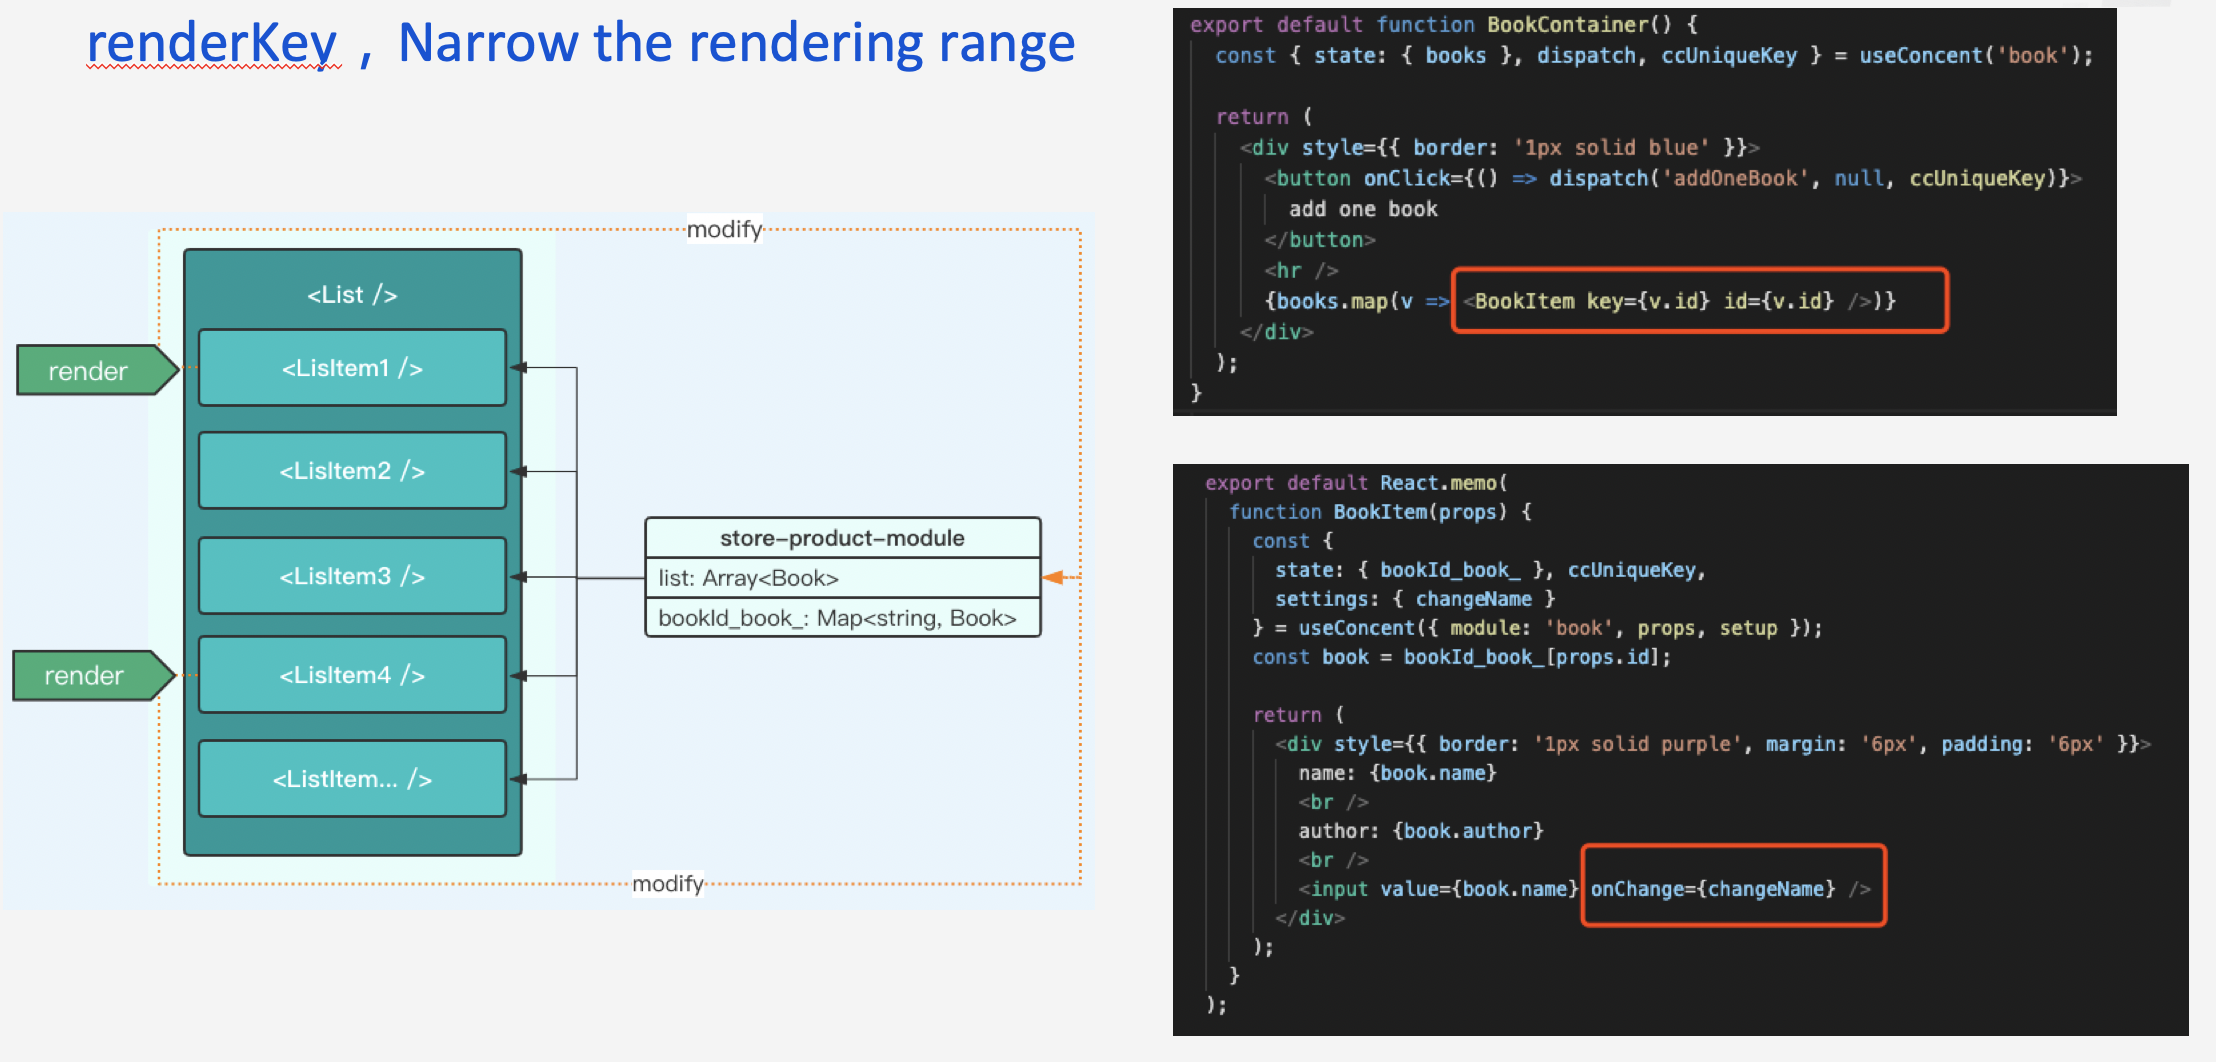 renderKey , Narrow the rendering range
modify
<List />
render
<LisItem1 />
<LisItem2 />
<LisItem3 />
render
<LisItem4 />
<ListItem... />
store-product-module
list: Array<Book>
bookId_book_: Map<string, Book>
modify
export default function BookContainer() {
const { state: { books }, dispatch, ccUniqueKey } = useConcent('book');
return (
<div style={{ border: '1px solid blue' }}>
<button onClick={() => dispatch('addOneBook', null, ccUniqueKey)}>
add one book
</button>
<hr />
{books.map(v => <BookItem key={v.id} id={v.id} />)}
</div>
);
}
export default React.memo(
function BookItem(props) {
const {
state: { bookId_book_ }, ccUniqueKey,
settings: { changeName }
} = useConcent({ module: 'book', props, setup });
const book = bookId_book_[props.id];
return (
<div style={{ border: '1px solid purple', margin: '6px', padding: '6px' }}>
name: {book.name}
<br />
author: {book.author}
<br />
<input value={book.name} onChange={changeName} />
</div>
);
}
);